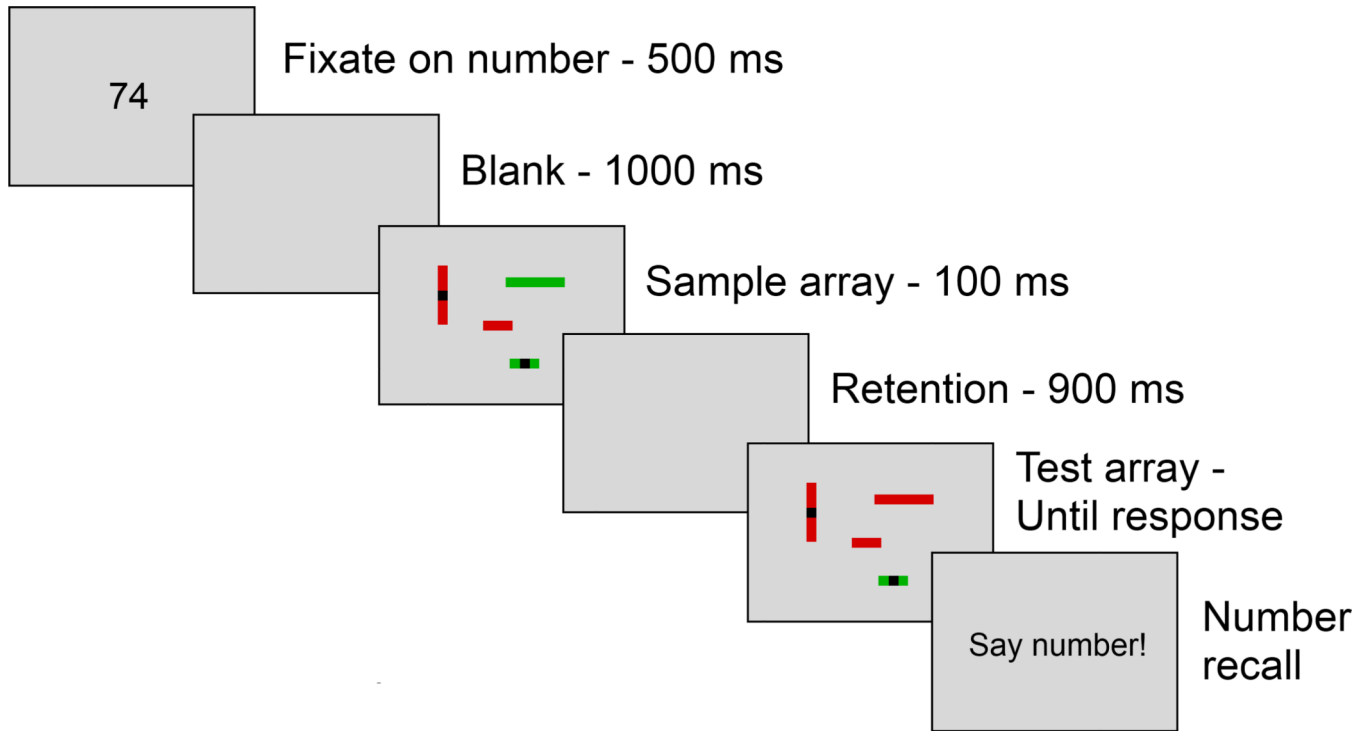 74
Fixate on number - 500 ms
Blank - 1000 ms
Sample array - 100 ms
Retention - 900 ms
Test array -
Until response
Say number!
Number
recall